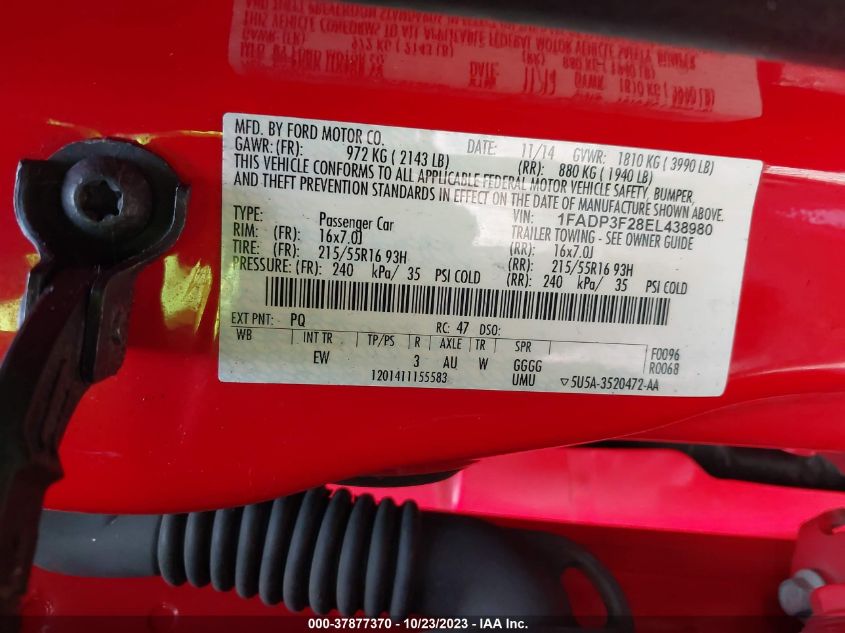 MFD. BY FORD MOTOR CO. DATE: 11/14 GVWR: 1810 KG ( 3990 LB)
GAWR: (FR): 972 KG ( 2143 LB) (RR): 880 KG ( 1940 LB)
THIS VEHICLE CONFORMS TO ALL APPLICABLE FEDERAL MOTOR VEHICLE SAFETY, BUMPER,
AND THEFT PREVENTION STANDARDS IN EFFECT ON THE DATE OF MANUFACTURE SHOWN ABOVE.
TYPE: Passenger Car VIN: 1FADP3F28EL438980
RIM: (FR): 16x7.0J TRAILER TOWING - SEE OWNER GUIDE
(RR): 16x7.0J
TIRE: (FR): 215/55R16 93H (RR): 215/55R16 93H
PRESSURE: (FR): 240 kPa/ 35 PSI COLD (RR): 240 kPa/ 35 PSI COLD
EXT PNT: PQ RC: 47 DSO:
WB INT TR TP/PS R AXLE TR SPR F0096
EW 3 AU W GGGG R0068
1201411155583 UMU ▽5U5A-3520472-AA
000-37877370 - 10/23/2023 - IAA Inc.